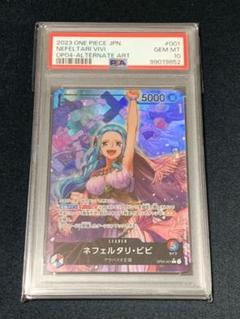 2023 ONE PIECE JPN. #001
NEFELTARI VIVI GEM MT
OP04-ALTERNATE ART 10
PSA 99019852
5000
LEADER
ネフェルタリ・ビビ
アラバスタ王国